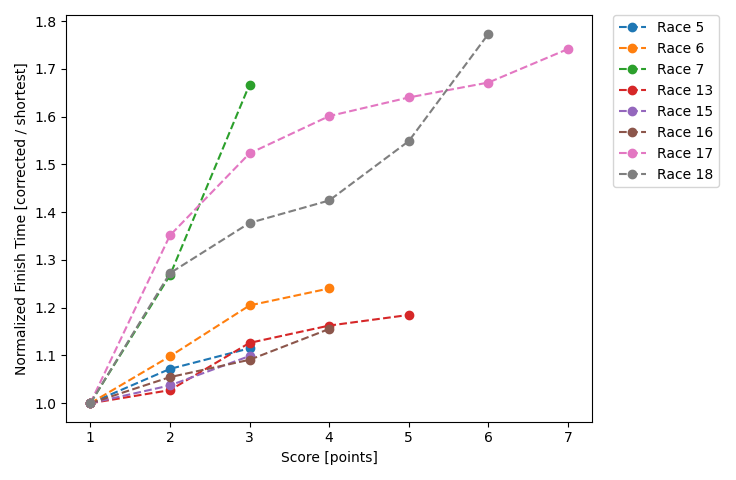 1.8
1.7
1.6
1.5
1.4
1.3
1.2
1.1
1.0
Normalized Finish Time [corrected / shortest]
1 2 3 4 5 6 7
Score [points]
Race 5
Race 6
Race 7
Race 13
Race 15
Race 16
Race 17
Race 18